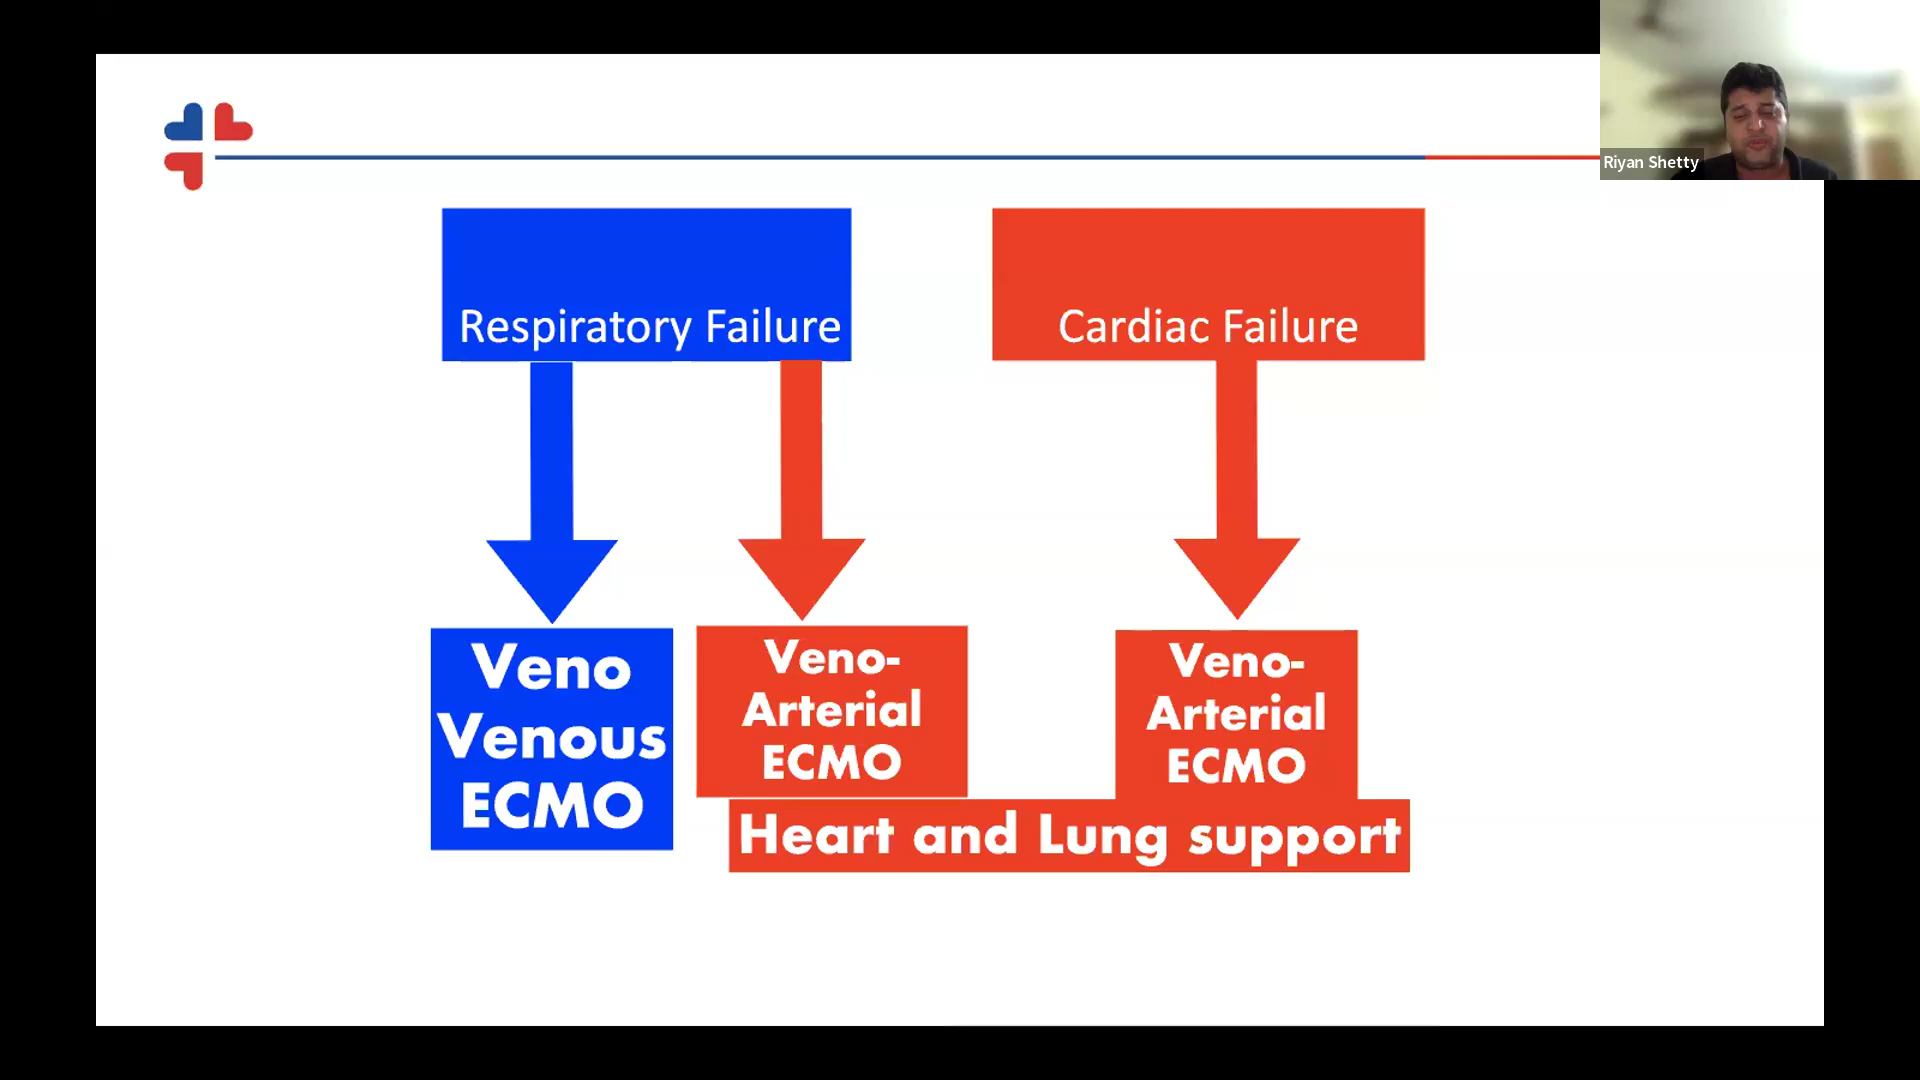 Riyan Shetty
Respiratory Failure
Cardiac Failure
Veno
Venous
ECMO
Veno-
Arterial
ECMO
Veno-
Arterial
ECMO
Heart and Lung support